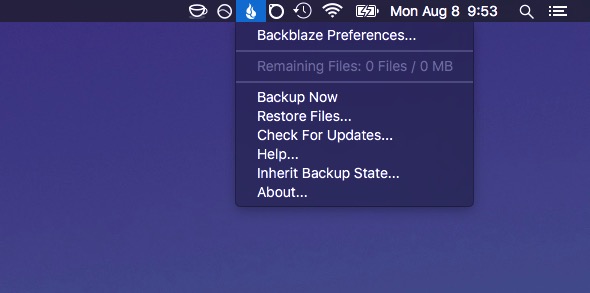 Mon Aug 8 9:53
Backblaze Preferences...
Remaining Files: 0 Files / 0 MB
Backup Now
Restore Files...
Check For Updates...
Help...
Inherit Backup State...
About...